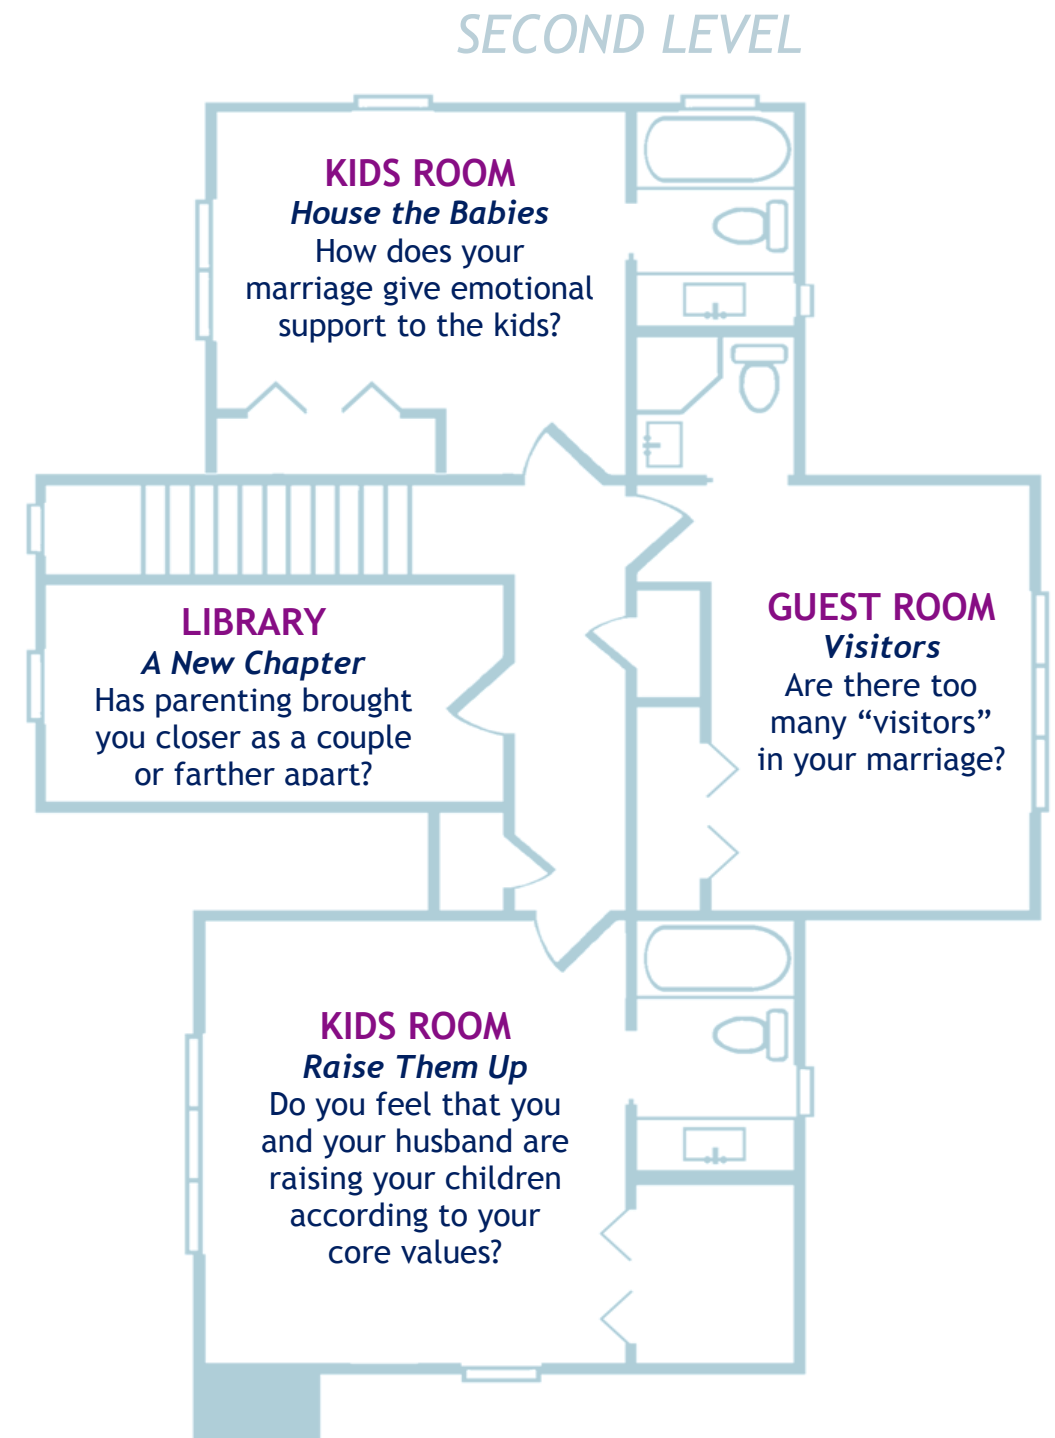 SECOND LEVEL
KIDS ROOM
House the Babies
How does your
marriage give emotional
support to the kids?
LIBRARY
A New Chapter
Has parenting brought
you closer as a couple
or farther apart?
GUEST ROOM
Visitors
Are there too
many “visitors”
in your marriage?
KIDS ROOM
Raise Them Up
Do you feel that you
and your husband are
raising your children
according to your
core values?